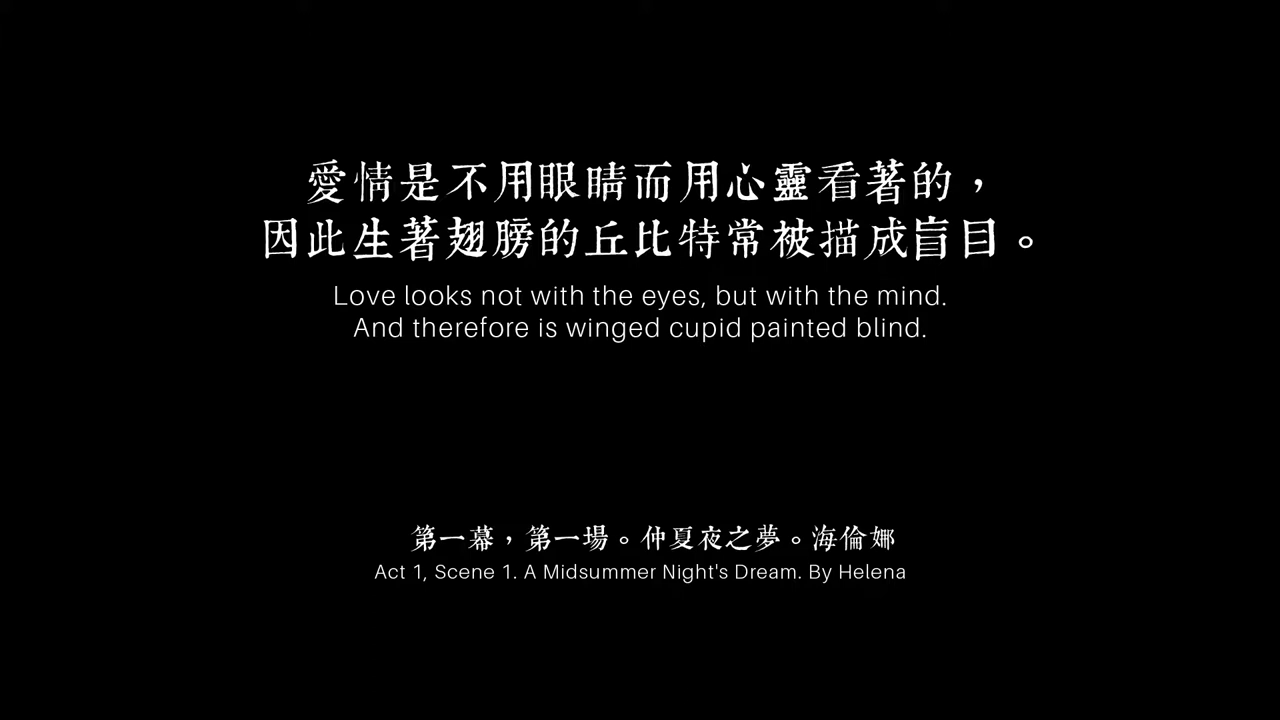 愛情是不用眼睛而用心靈看著的，
因此生著翅膀的丘比特常被描成盲目。
Love looks not with the eyes, but with the mind.
And therefore is winged cupid painted blind.
第一幕，第一場。仲夏夜之夢。海倫娜
Act 1, Scene 1. A Midsummer Night's Dream. By Helena